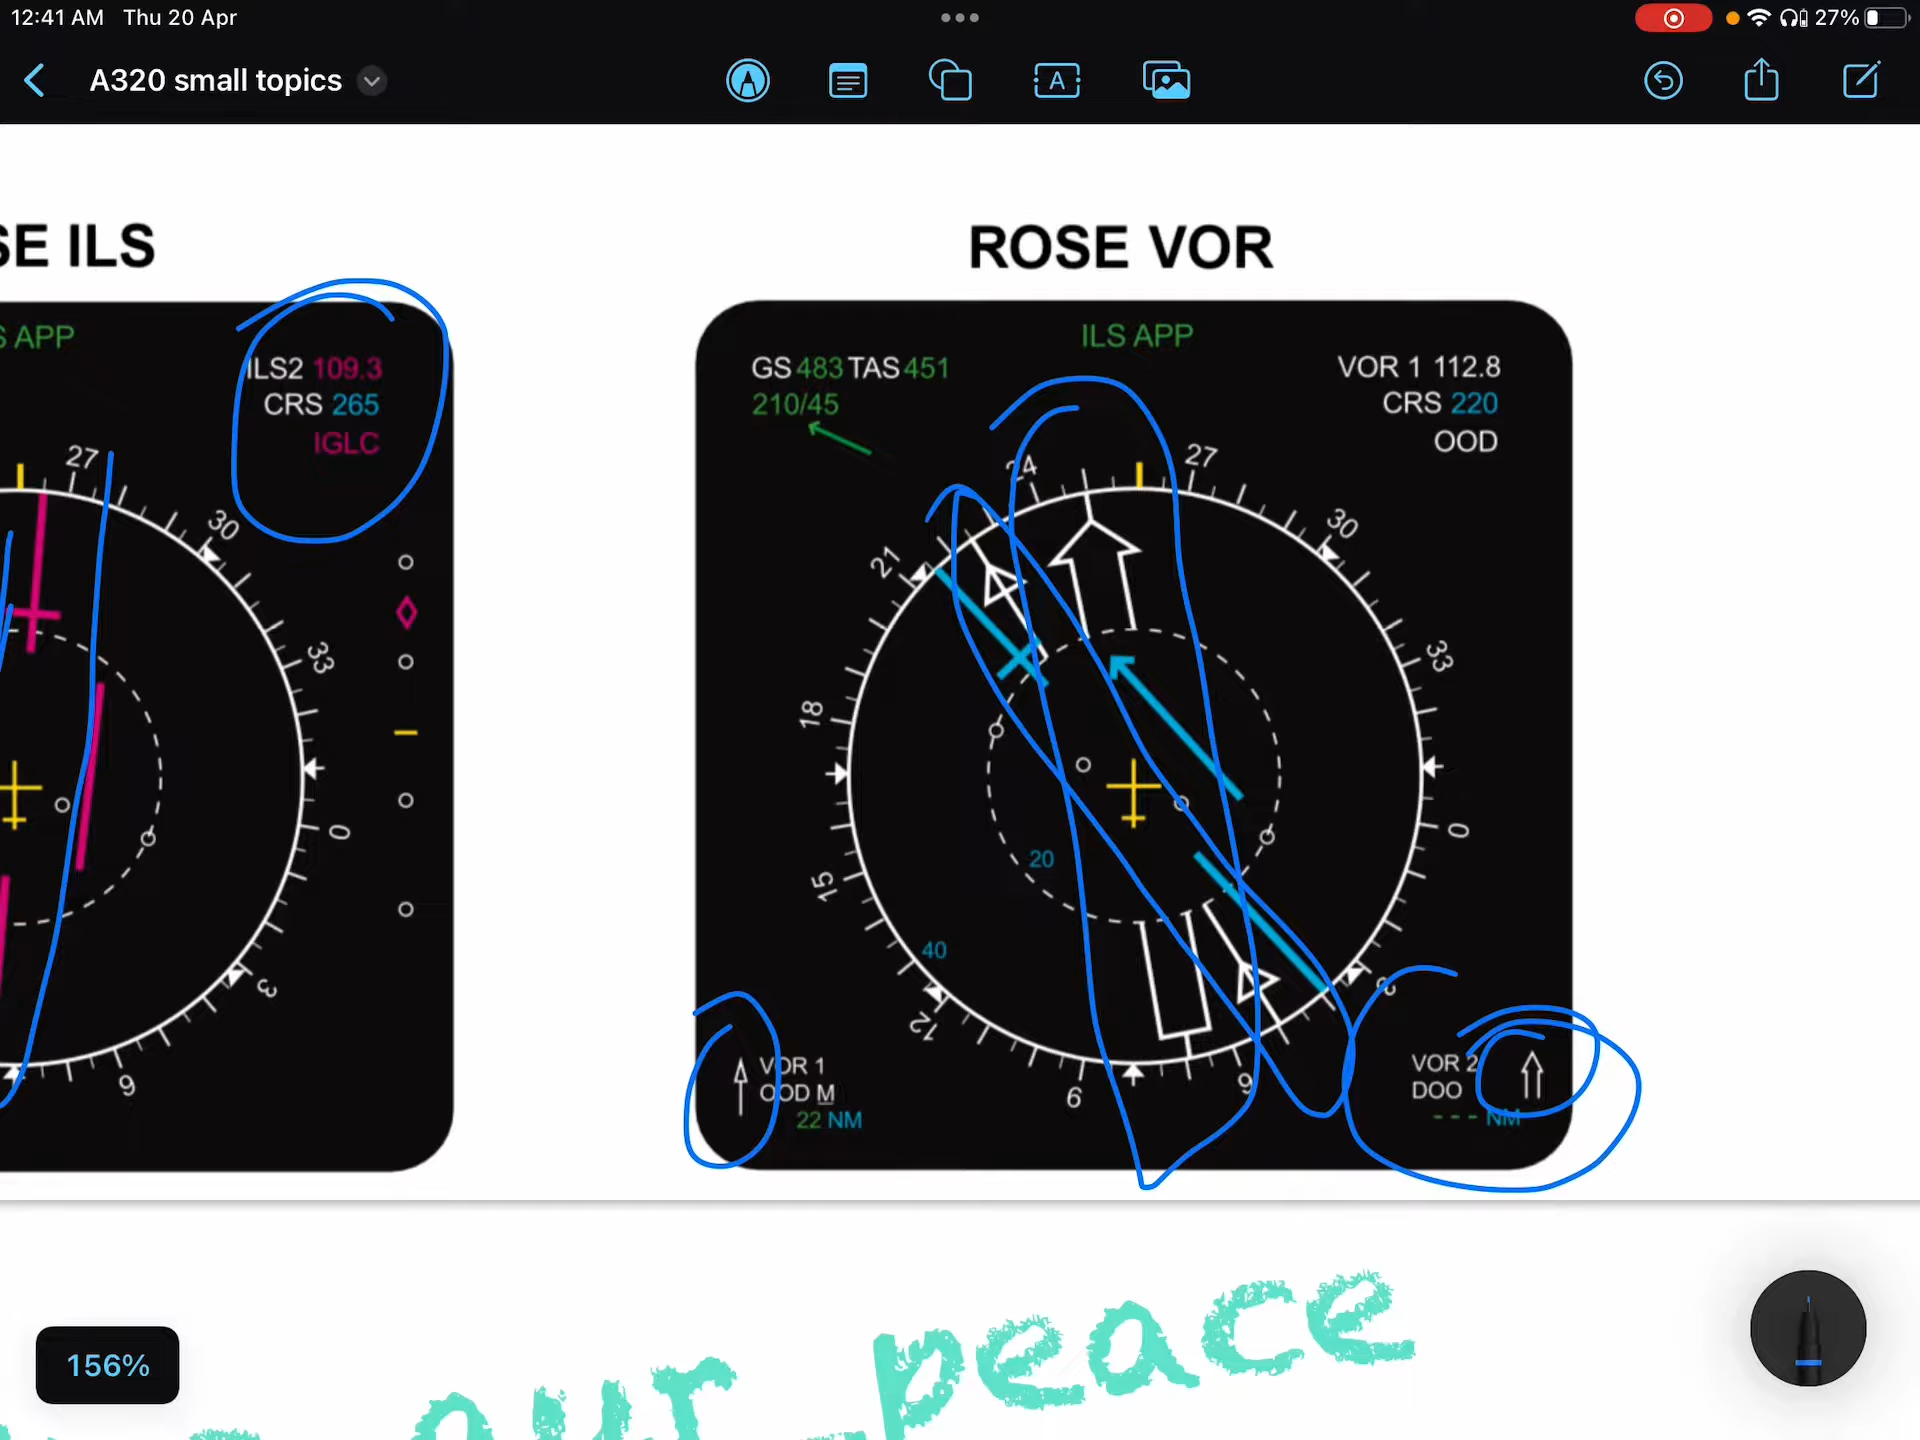 12:41 AM Thu 20 Apr
27%
A320 small topics
A
SE ILS
S APP
ILS2 109.3
CRS 265
IGLC
27
30
33
0
3
6
ROSE VOR
ILS APP
GS 483 TAS 451
210/45
VOR 1 112.8
CRS 220
OOD
24
27
30
33
0
3
6
9
12
15
18
21
20
40
VOR 1
OOD M
22 NM
VOR 2
DOO
--- NM
our peace
156%